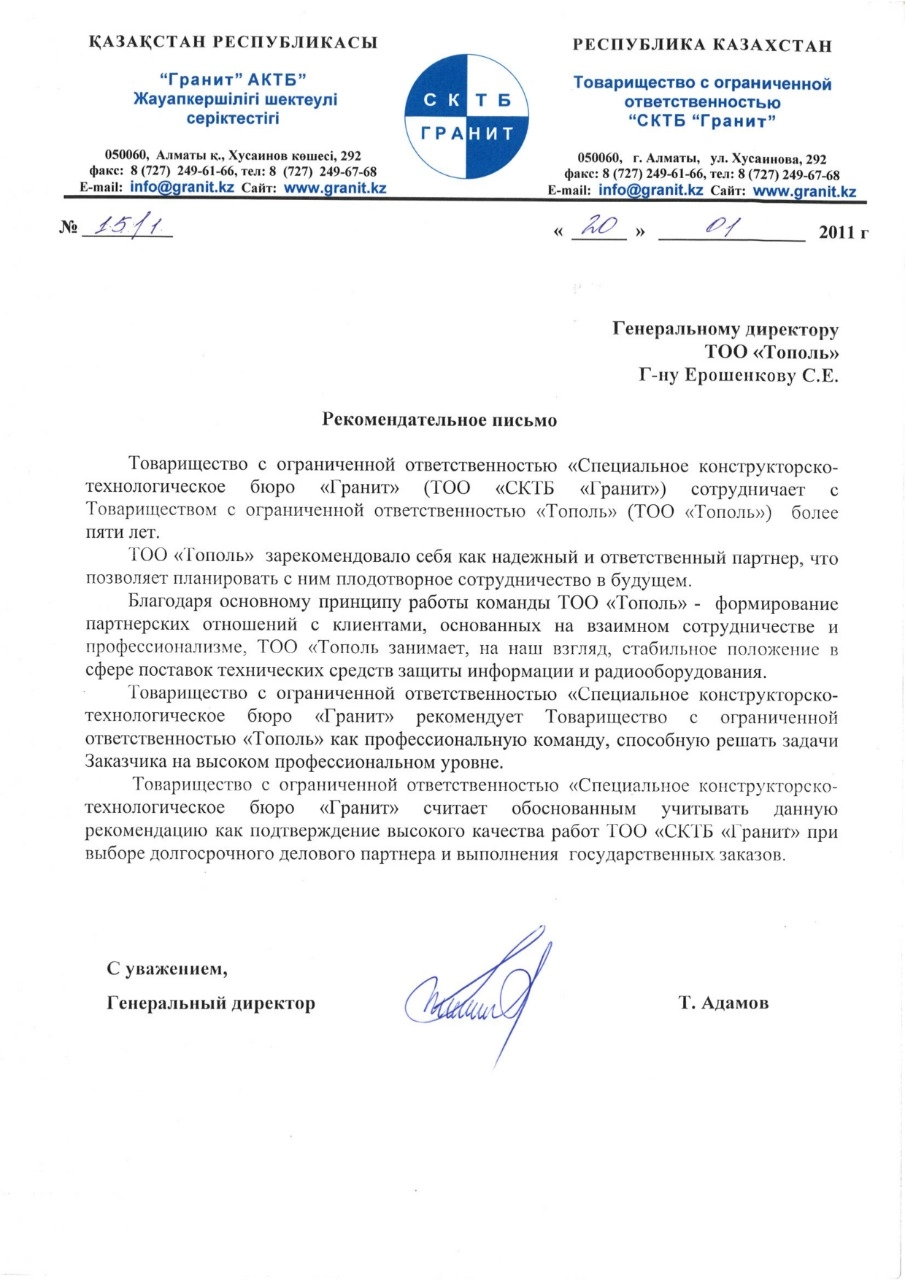 ҚАЗАҚСТАН РЕСПУБЛИКАСЫ
“Гранит” АКТБ”
Жауапкершілігі шектеулі
серіктестігі
050060, Алматы қ., Хусаинов көшесі, 292
факс: 8 (727) 249-61-66, тел: 8 (727) 249-67-68
E-mail: info@granit.kz Сайт: www.granit.kz
СКТБ
ГРАНИТ
РЕСПУБЛИКА КАЗАХСТАН
Товарищество с ограниченной
ответственностью
“СКТБ “Гранит”
050060, г. Алматы, ул. Хусаинова, 292
факс: 8 (727) 249-61-66, тел: 8 (727) 249-67-68
E-mail: info@granit.kz Сайт: www.granit.kz
№ 15/1
« 20 » 01 2011 г
Генеральному директору
ТОО «Тополь»
Г-ну Ерошенкову С.Е.
Рекомендательное письмо
Товарищество с ограниченной ответственностью «Специальное конструкторско-
технологическое бюро «Гранит» (ТОО «СКТБ «Гранит») сотрудничает с
Товариществом с ограниченной ответственностью «Тополь» (ТОО «Тополь») более
пяти лет.
ТОО «Тополь» зарекомендовало себя как надежный и ответственный партнер, что
позволяет планировать с ним плодотворное сотрудничество в будущем.
Благодаря основному принципу работы команды ТОО «Тополь» - формирование
партнерских отношений с клиентами, основанных на взаимном сотрудничестве и
профессионализме, ТОО «Тополь занимает, на наш взгляд, стабильное положение в
сфере поставок технических средств защиты информации и радиооборудования.
Товарищество с ограниченной ответственностью «Специальное конструкторско-
технологическое бюро «Гранит» рекомендует Товарищество с ограниченной
ответственностью «Тополь» как профессиональную команду, способную решать задачи
Заказчика на высоком профессиональном уровне.
Товарищество с ограниченной ответственностью «Специальное конструкторско-
технологическое бюро «Гранит» считает обоснованным учитывать данную
рекомендацию как подтверждение высокого качества работ ТОО «СКТБ «Гранит» при
выборе долгосрочного делового партнера и выполнения государственных заказов.
С уважением,
Генеральный директор
Т. Адамов